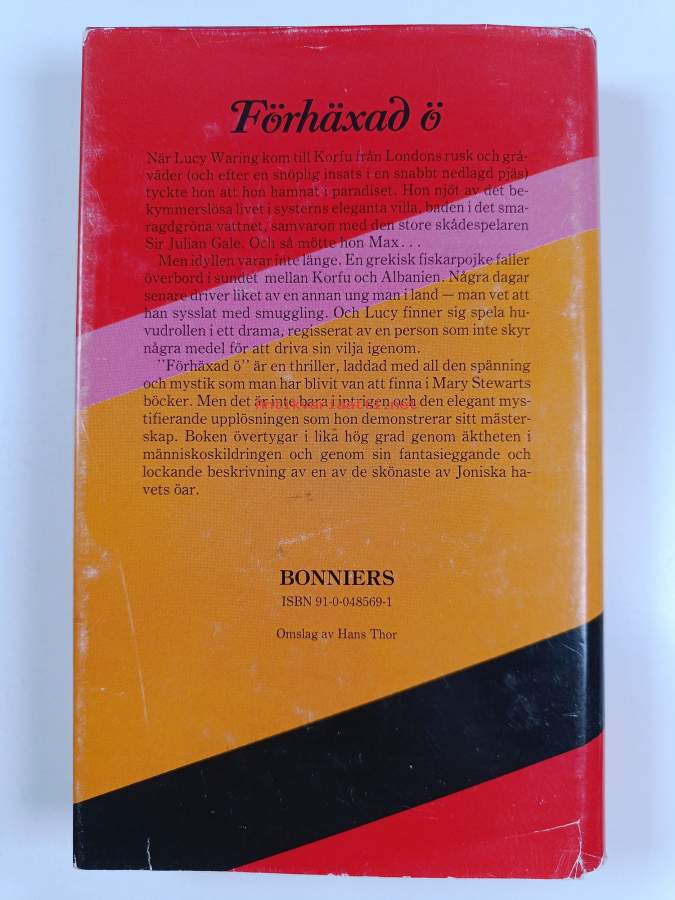 Förhäxad ö
När Lucy Waring kom till Korfu från Londons rusk och grå-
väder (och efter en snöplig insats i en snabbt nedlagd pjäs)
tyckte hon att hon hamnat i paradiset. Hon njöt av det be-
kymmerslösa livet i systerns eleganta villa, baden i det sma-
ragdgröna vattnet, samvaron med den store skådespelaren
Sir Julian Gale. Och så mötte hon Max...
Men idyllen varar inte länge. En grekisk fiskarpojke faller
överbord i sundet mellan Korfu och Albanien. Några dagar
senare driver liket av en annan ung man i land — man vet att
han sysslat med smuggling. Och Lucy finner sig spela hu-
vudrollen i ett drama, regisserat av en person som inte skyr
några medel för att driva sin vilja igenom.
"Förhäxad ö" är en thriller, laddad med all den spänning
och mystik som man har blivit van att finna i Mary Stewarts
böcker. Men det är inte bara i intrigen och den elegant mys-
antikvariaatti.net
tifierande upplösningen som hon demonstrerar sitt mäster-
skap. Boken övertygar i lika hög grad genom äktheten i
människoskildringen och genom sin fantasieggande och
lockande beskrivning av en av de skönaste av Joniska ha-
vets öar.
BONNIERS
ISBN 91-0-048569-1
Omslag av Hans Thor